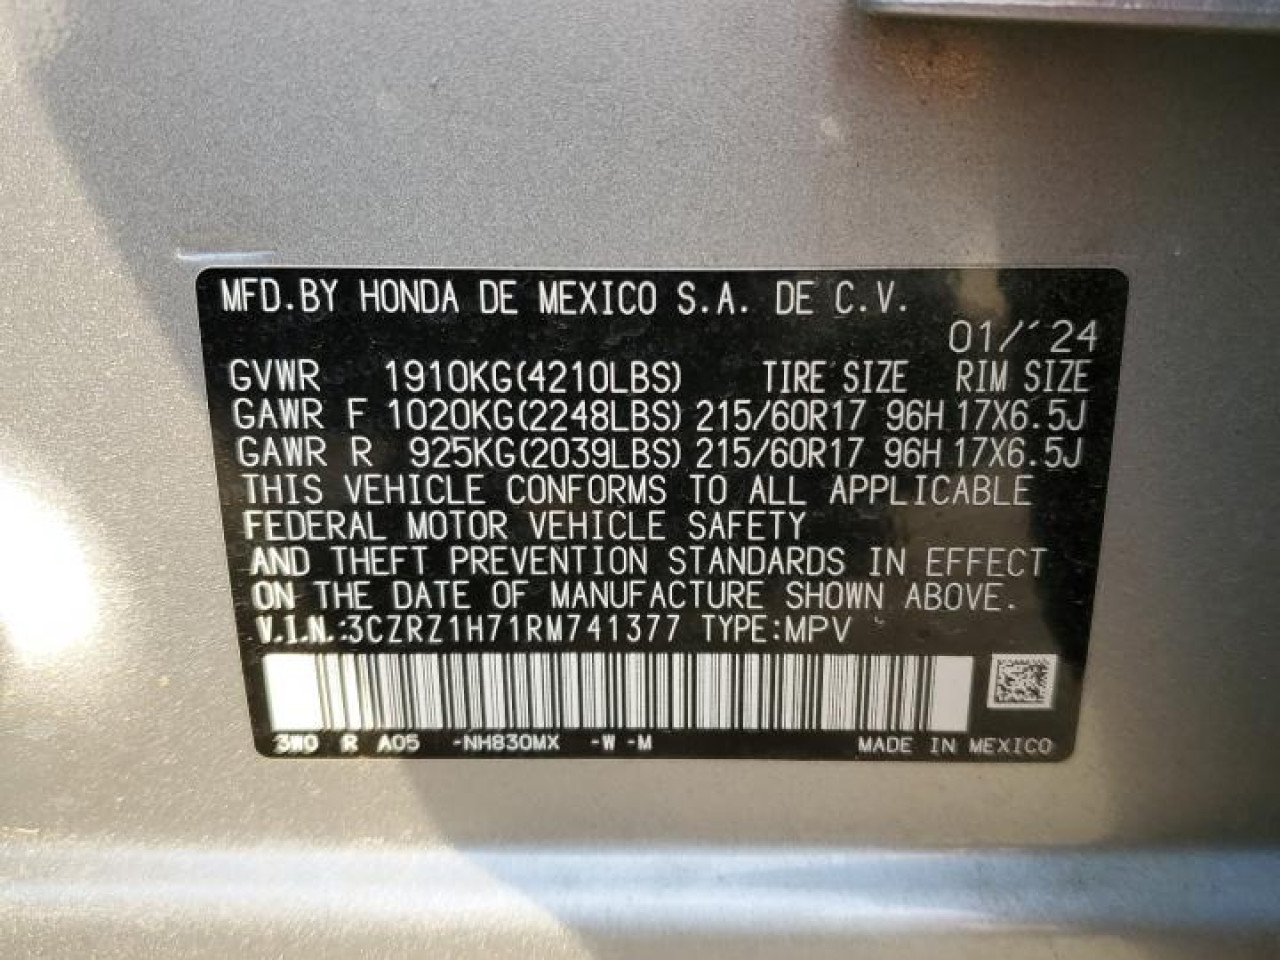 MFD.BY HONDA DE MEXICO S.A. DE C.V.
01/´24
GVWR 1910KG(4210LBS) TIRE SIZE RIM SIZE
GAWR F 1020KG(2248LBS) 215/60R17 96H 17X6.5J
GAWR R 925KG(2039LBS) 215/60R17 96H 17X6.5J
THIS VEHICLE CONFORMS TO ALL APPLICABLE
FEDERAL MOTOR VEHICLE SAFETY
AND THEFT PREVENTION STANDARDS IN EFFECT
ON THE DATE OF MANUFACTURE SHOWN ABOVE.
V.I.N.:3CZRZ1H71RM741377 TYPE:MPV
3W0 R A05 -NH830MX -W -M MADE IN MEXICO